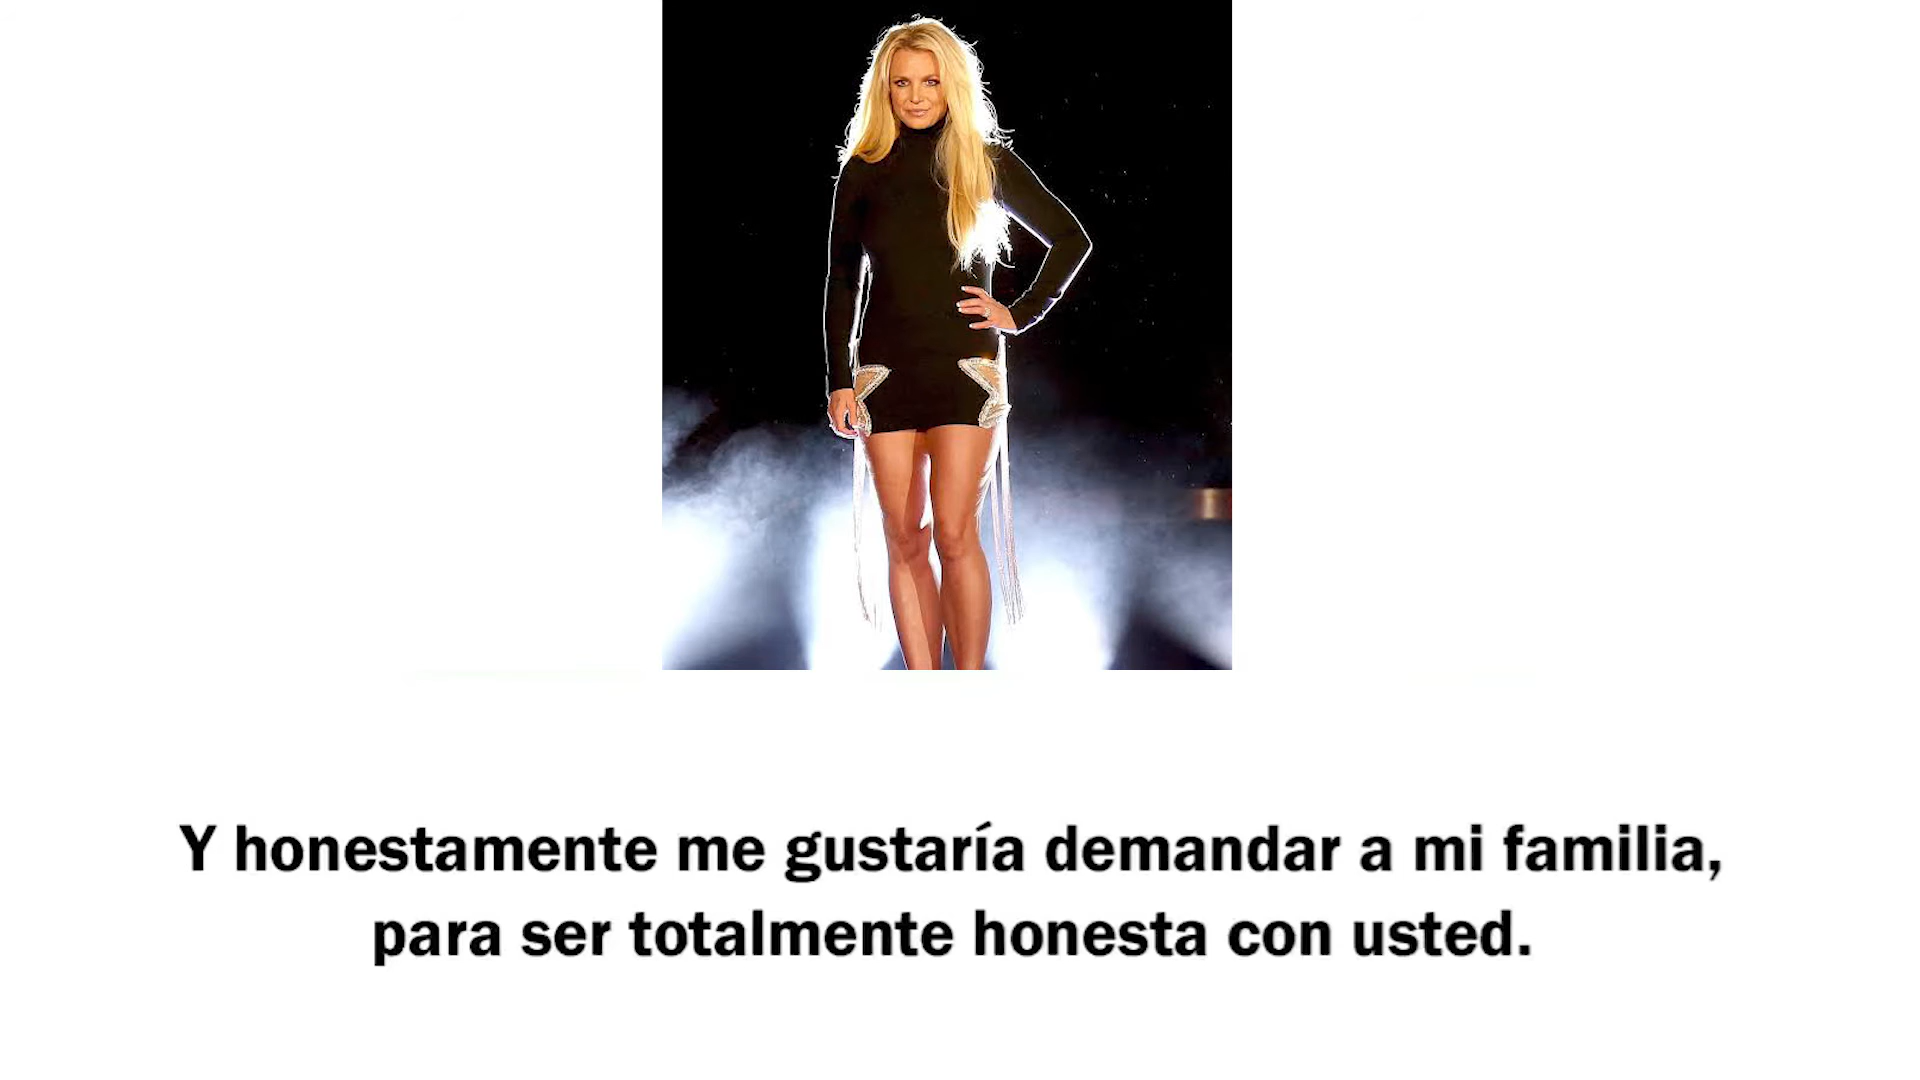 Y honestamente me gustaría demandar a mi familia,
para ser totalmente honesta con usted.